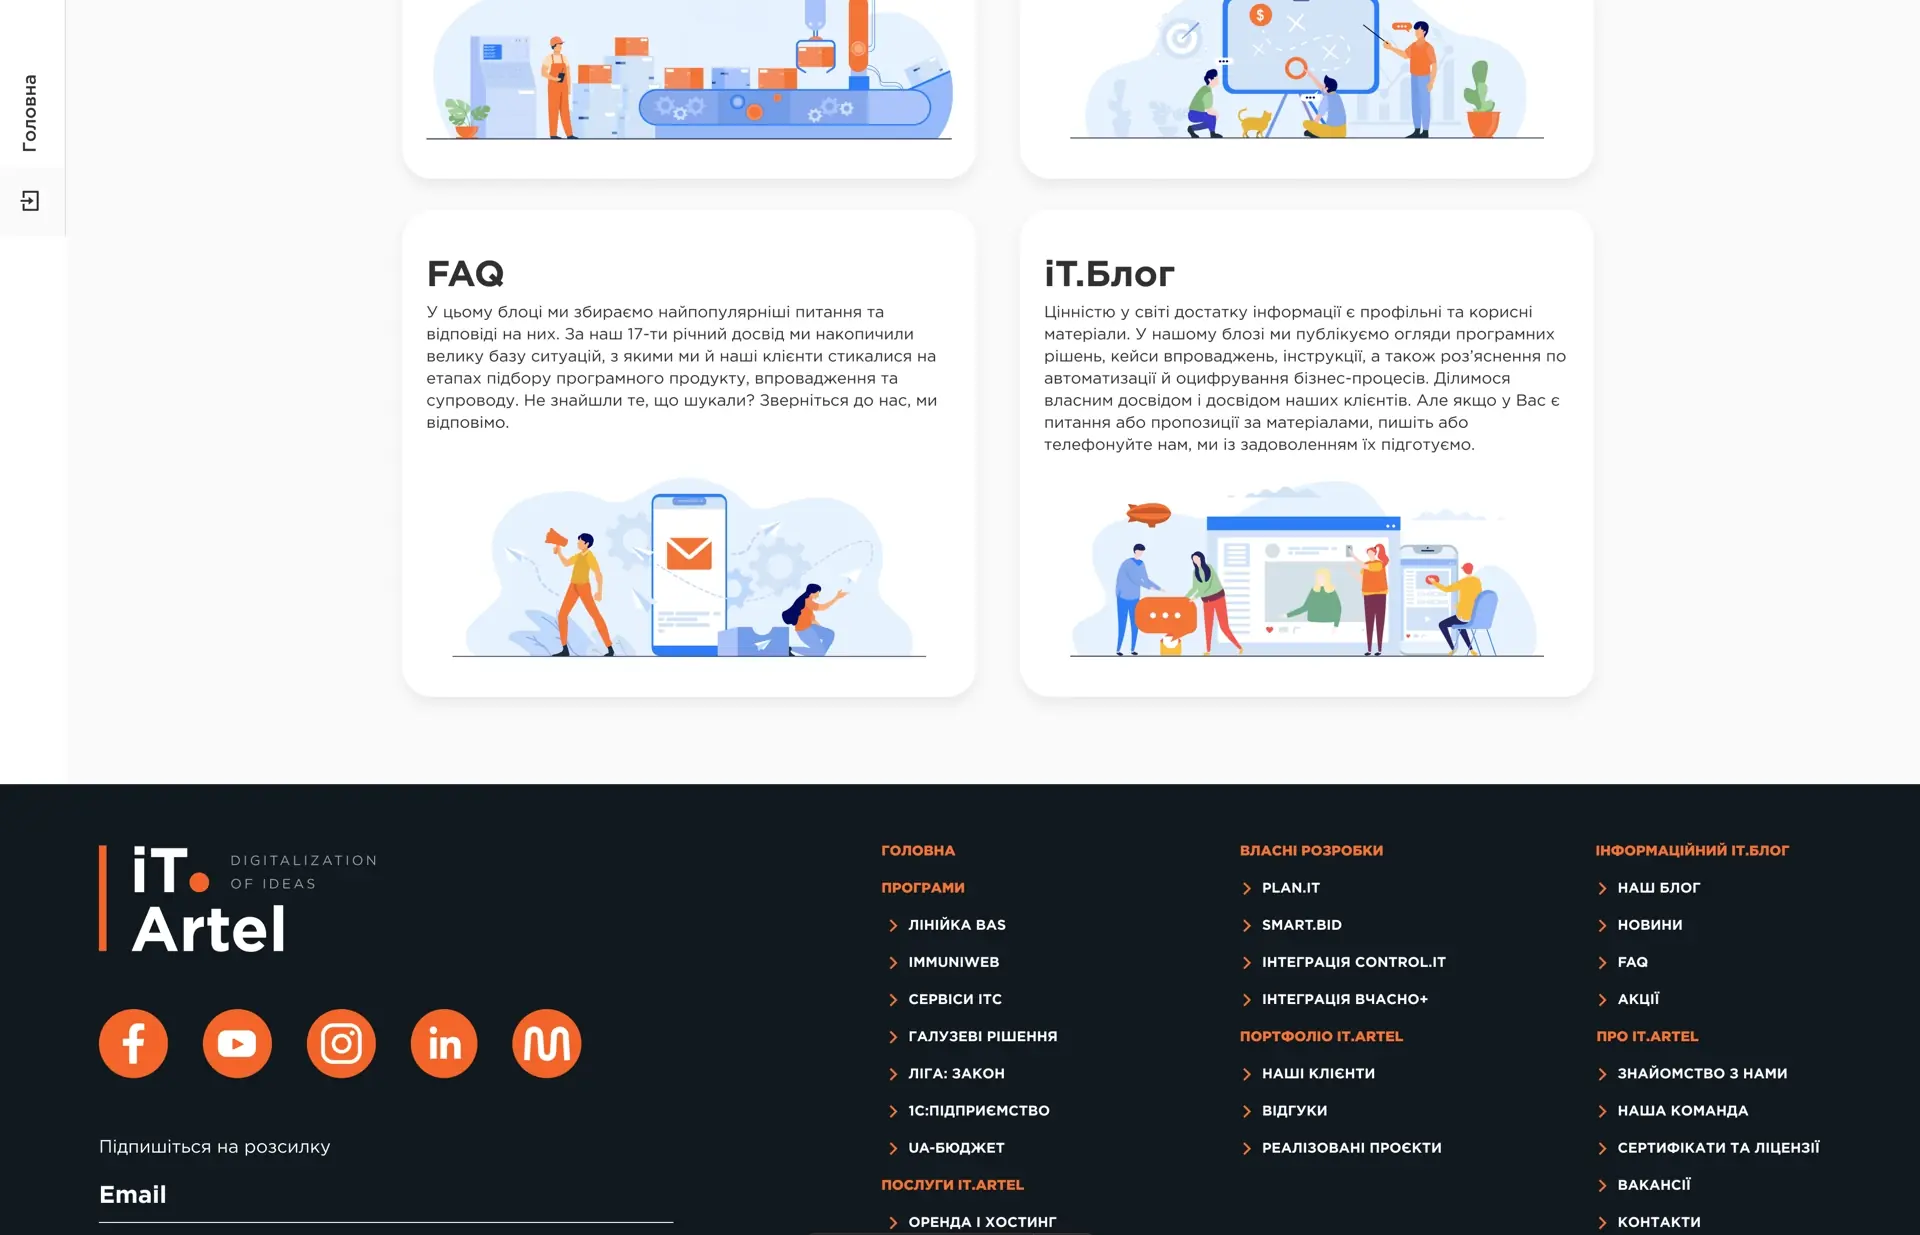 Головна
FAQ
У цьому блоці ми збираємо найпопулярніші питання та
відповіді на них. За наш 17-ти річний досвід ми накопичили
велику базу ситуацій, з якими ми й наші клієнти стикалися на
етапах підбору програмного продукту, впровадження та
супроводу. Не знайшли те, що шукали? Зверніться до нас, ми
відповімо.
іТ.Блог
Цінністю у світі достатку інформації є профільні та корисні
матеріали. У нашому блозі ми публікуємо огляди програмних
рішень, кейси впроваджень, інструкції, а також роз’яснення по
автоматизації й оцифрування бізнес-процесів. Ділимося
власним досвідом і досвідом наших клієнтів. Але якщо у Вас є
питання або пропозиції за матеріалами, пишіть або
телефонуйте нам, ми із задоволенням їх підготуємо.
iT.
Artel
DIGITALIZATION
OF IDEAS
Підпишіться на розсилку
Email
ГОЛОВНА
ПРОГРАМИ
ЛІНІЙКА BAS
IMMUNIWEB
СЕРВІСИ ІТС
ГАЛУЗЕВІ РІШЕННЯ
ЛІГА: ЗАКОН
1С:ПІДПРИЄМСТВО
UA-БЮДЖЕТ
ПОСЛУГИ IT.ARTEL
ОРЕНДА І ХОСТИНГ
ВЛАСНІ РОЗРОБКИ
PLAN.IT
SMART.BID
ІНТЕГРАЦІЯ CONTROL.IT
ІНТЕГРАЦІЯ ВЧАСНО+
ПОРТФОЛІО IT.ARTEL
НАШІ КЛІЄНТИ
ВІДГУКИ
РЕАЛІЗОВАНІ ПРОЄКТИ
ІНФОРМАЦІЙНИЙ ІТ.БЛОГ
НАШ БЛОГ
НОВИНИ
FAQ
АКЦІЇ
ПРО IT.ARTEL
ЗНАЙОМСТВО З НАМИ
НАША КОМАНДА
СЕРТИФІКАТИ ТА ЛІЦЕНЗІЇ
ВАКАНСІЇ
КОНТАКТИ